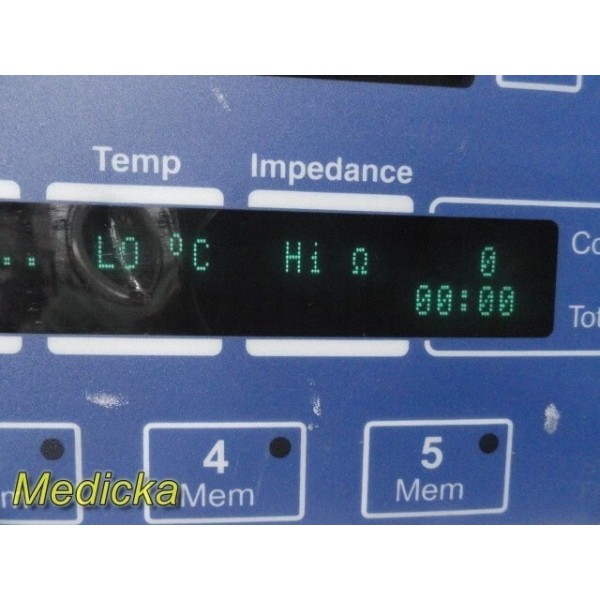 Temp Impedance
.. LO °C Hi Ω 0
00:00
Co
Tot
4 5
Mem Mem
Medicka